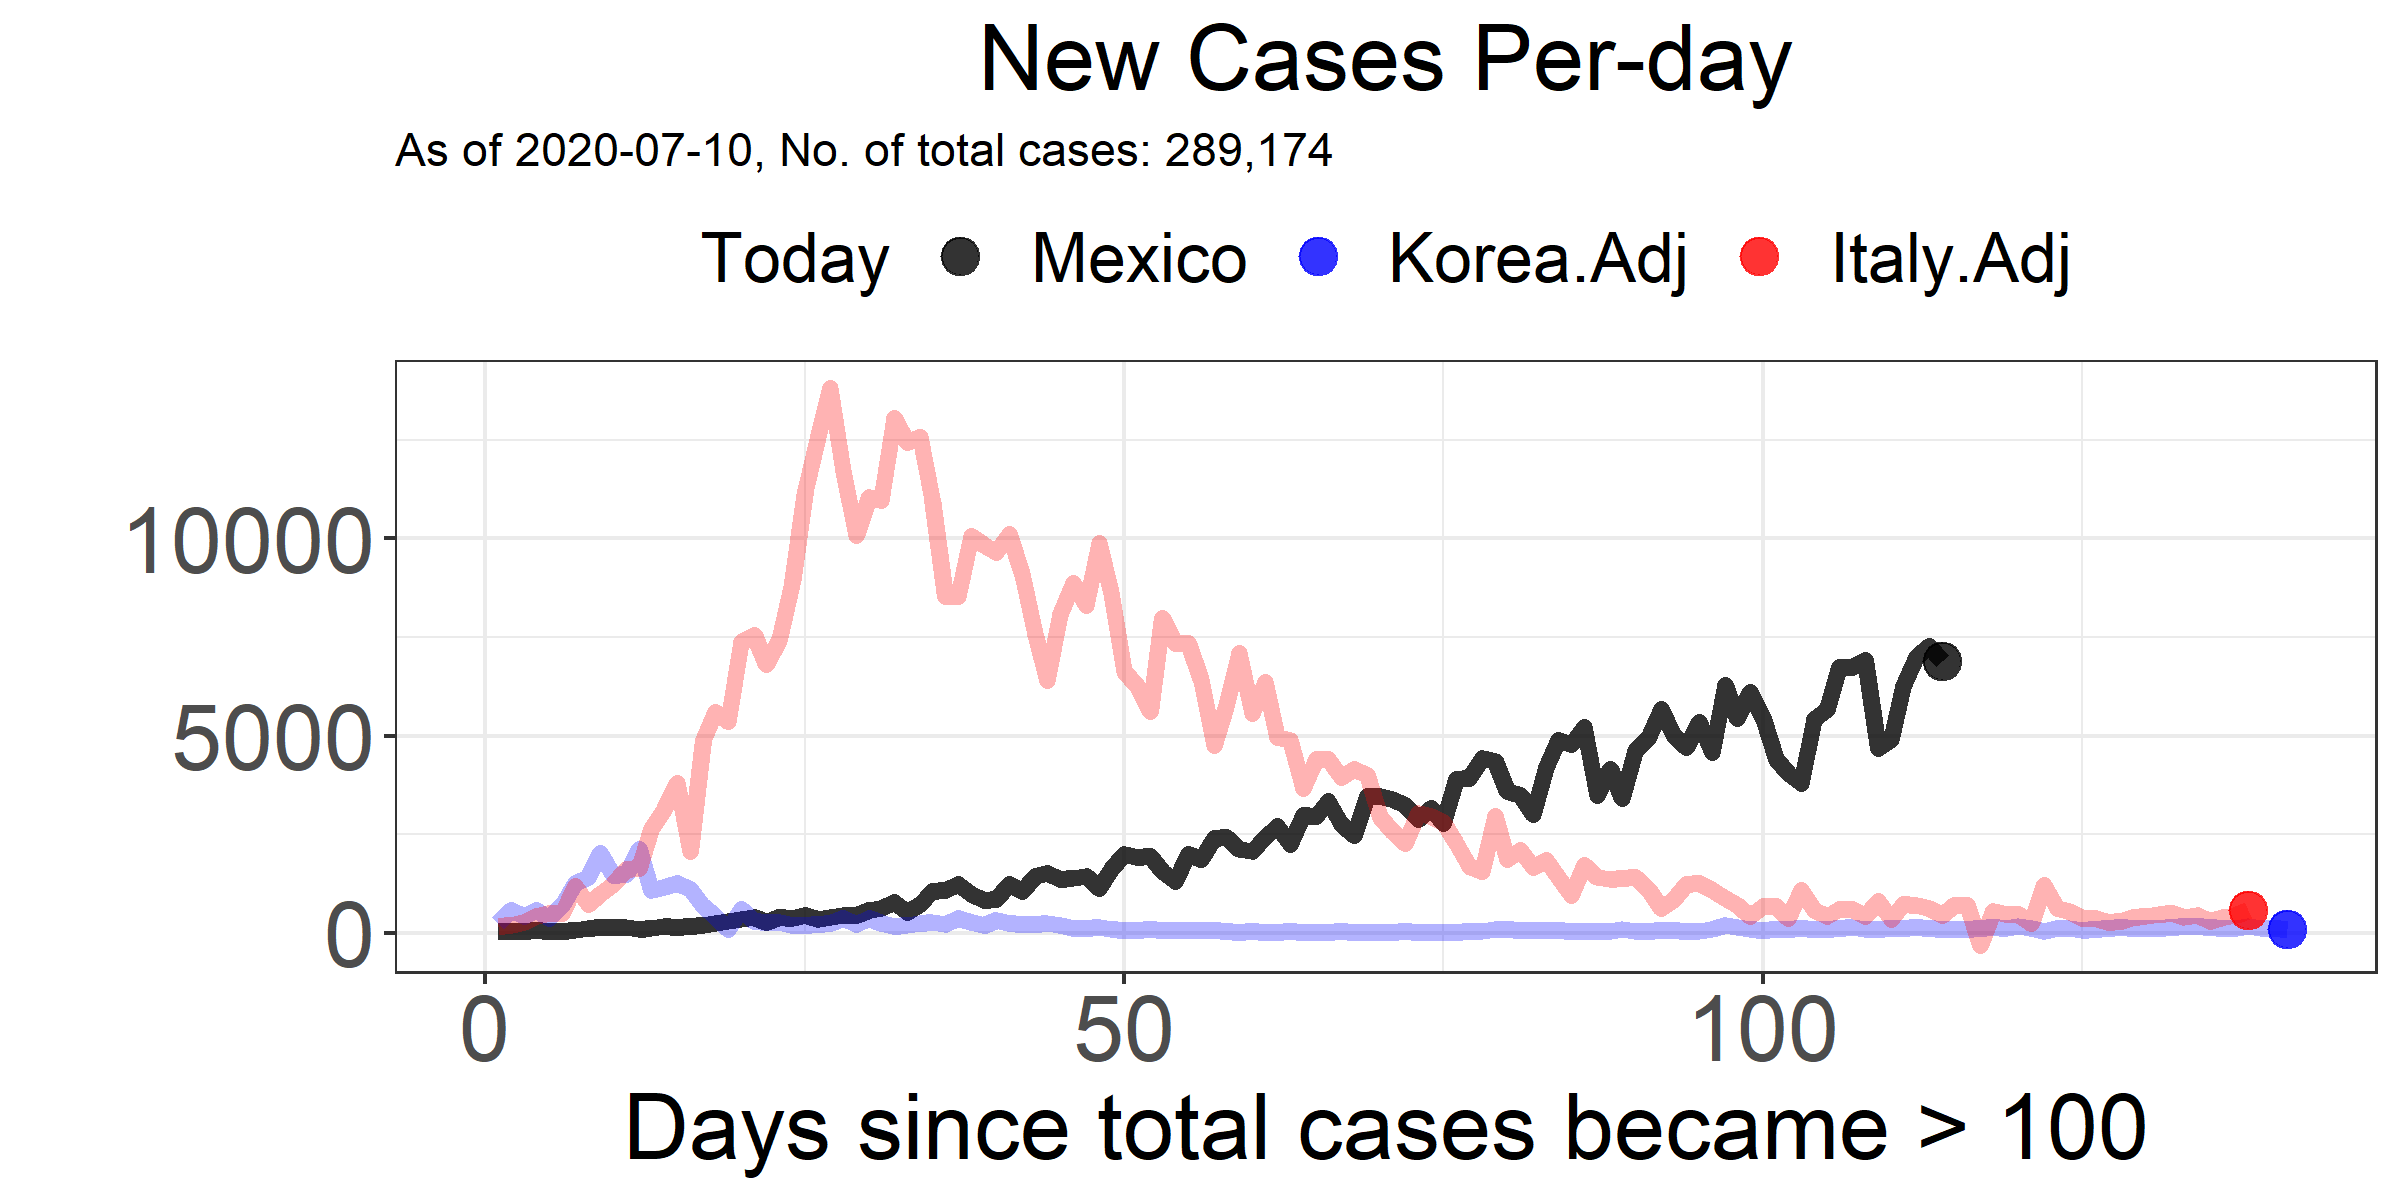 New Cases Per-day
As of 2020-07-10, No. of total cases: 289,174
Today Mexico Korea.Adj Italy.Adj
10000
5000
0
0 50 100
Days since total cases became > 100